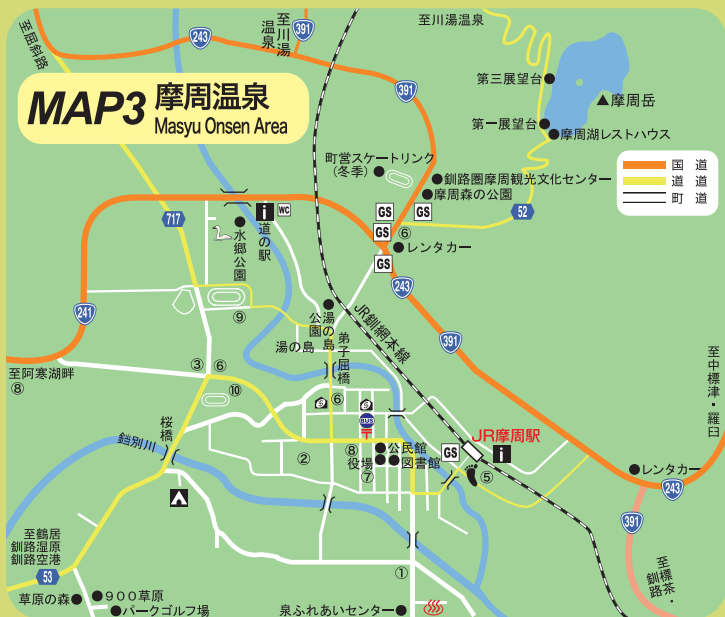 至屈斜路
243
至川湯
温泉
391
至川湯温泉
MAP3 摩周温泉
Masyu Onsen Area
391
第三展望台
▲摩周岳
第一展望台
摩周湖レストハウス
町営スケートリンク
(冬季)
釧路圏摩周観光文化センター
摩周森の公園
国道
道道
町道
717
水郷公園
i
WC
道の駅
GS
GS
GS
⑥
52
レンタカー
GS
243
241
⑨
公園
湯の島
湯の島
弟子屈橋
JR釧網本線
391
至阿寒湖畔
⑧
③
⑥
⑩
⑥
至中標津・羅臼
桜橋
鐺別川
BUS
〒
②
⑧
公民館
役場
図書館
⑦
GS
JR摩周駅
i
⑤
レンタカー
243
391
至標茶・釧路
至鶴居
釧路湿原
釧路空港
53
草原の森
900草原
パークゴルフ場
①
泉ふれあいセンター